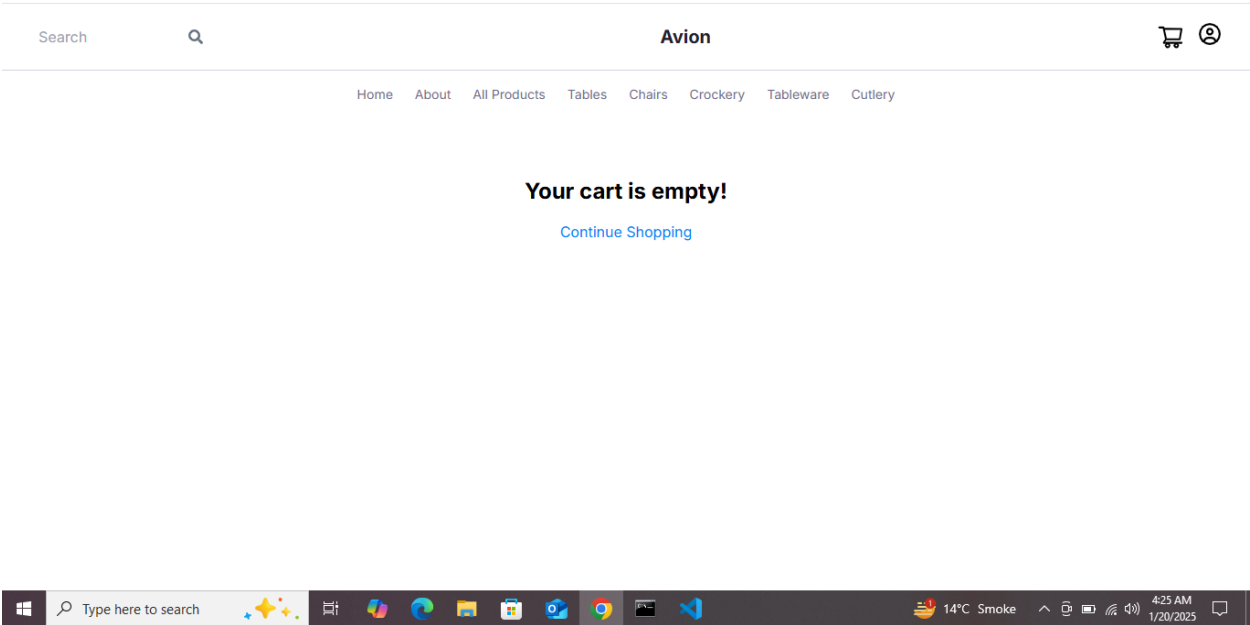 Search Avion
Home About All Products Tables Chairs Crockery Tableware Cutlery
Your cart is empty!
Continue Shopping
Type here to search 1 14°C Smoke 4:25 AM
1/20/2025